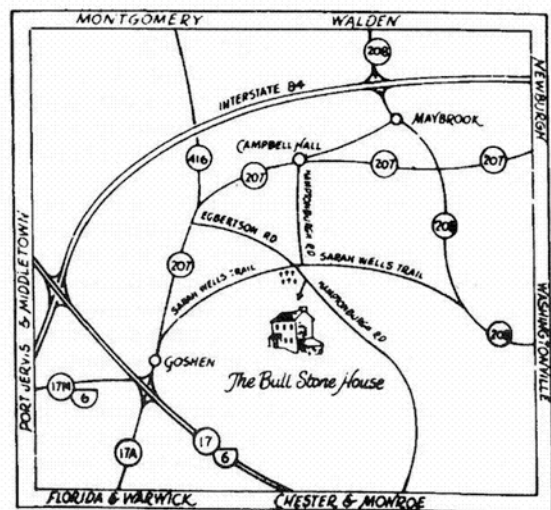 MONTGOMERY
WALDEN
208
NEWBURGH
INTERSTATE 84
MAYBROOK
CAMPBELL HALL
416
207
207
207
HAMPTONBURGH RD
208
EGBERTSON RD
PORT JERVIS & MIDDLETOWN
207
SARAH WELLS TRAIL
SARAH WELLS TRAIL
HAMPTONBURGH RD
WASHINGTONVILLE
208
GOSHEN
The Bull Stone House
17M
6
17A
17
6
FLORIDA & WARWICK
CHESTER & MONROE